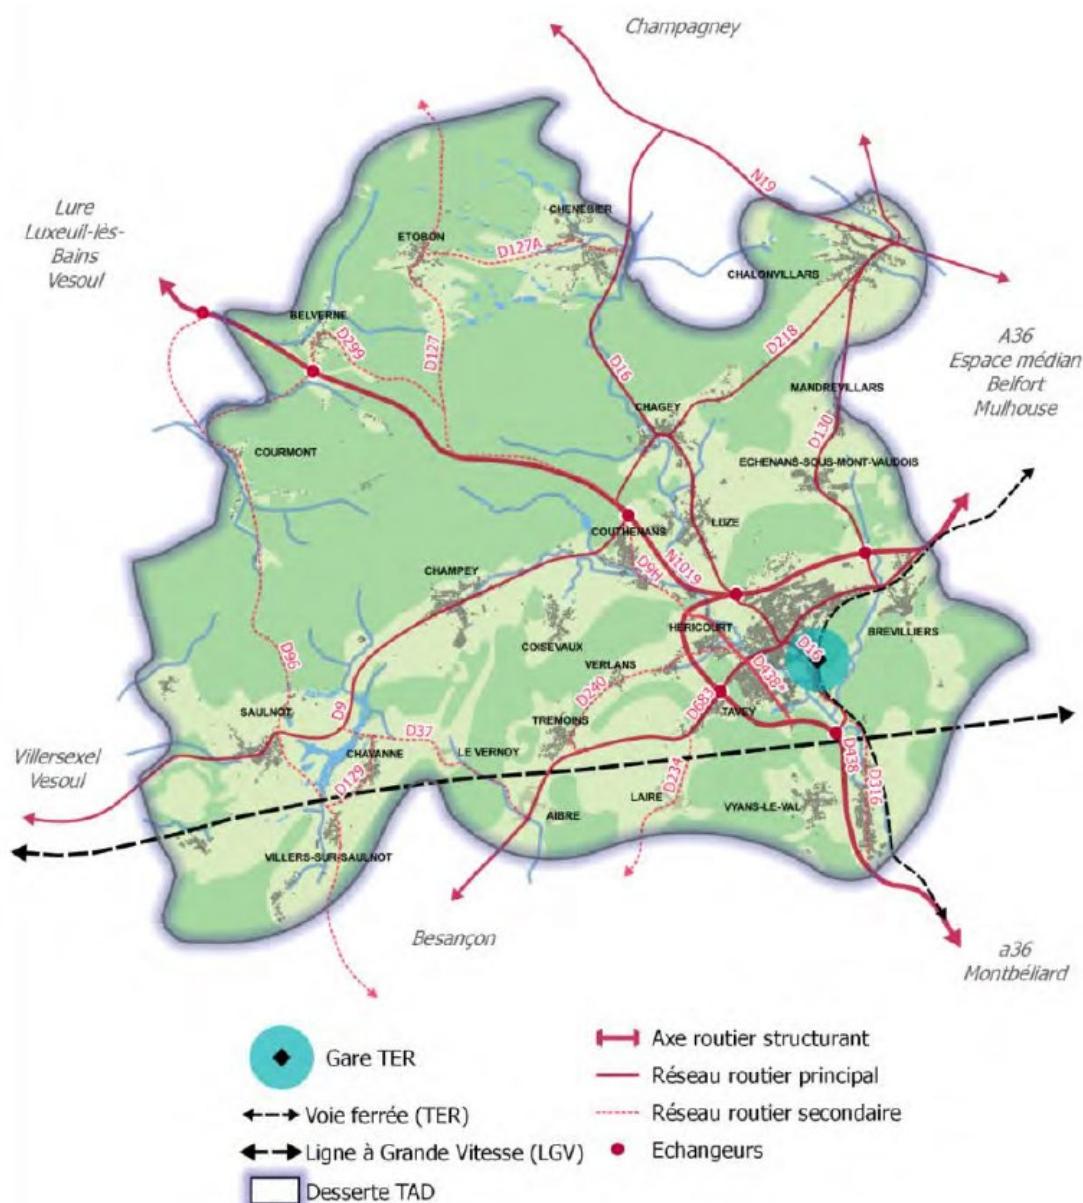 Champagney
N19
Lure
Luxeuil-lès-
Bains
Vesoul
CHENEBIER
ETOBON
D127A
CHALONVILLARS
BELVERNE
D299
D127
D16
D218
A36
Espace médian
Belfort
Mulhouse
MANDREVILLARS
CHAGEY
D130
COURMONT
ECHENANS-SOUS-MONT-VAUDOIS
LUZE
COUTHENANS
D9H
N1019
CHAMPEY
COISEVAUX
HERICOURT
BREVILLIERS
D16
VERLANS
D438*
D96
D240
D683
SAULNOT
D9
TREMOINS
TAVEY
D37
CHAVANNE
LE VERNOY
Villersexel
Vesoul
D129
D234
LAIRE
D438
D316
VYANS-LE-VAL
AIBRE
VILLERS-SUR-SAULNOT
Besançon
a36
Montbéliard
Gare TER
Voie ferrée (TER)
Ligne à Grande Vitesse (LGV)
Desserte TAD
Axe routier structurant
Réseau routier principal
Réseau routier secondaire
Echangeurs